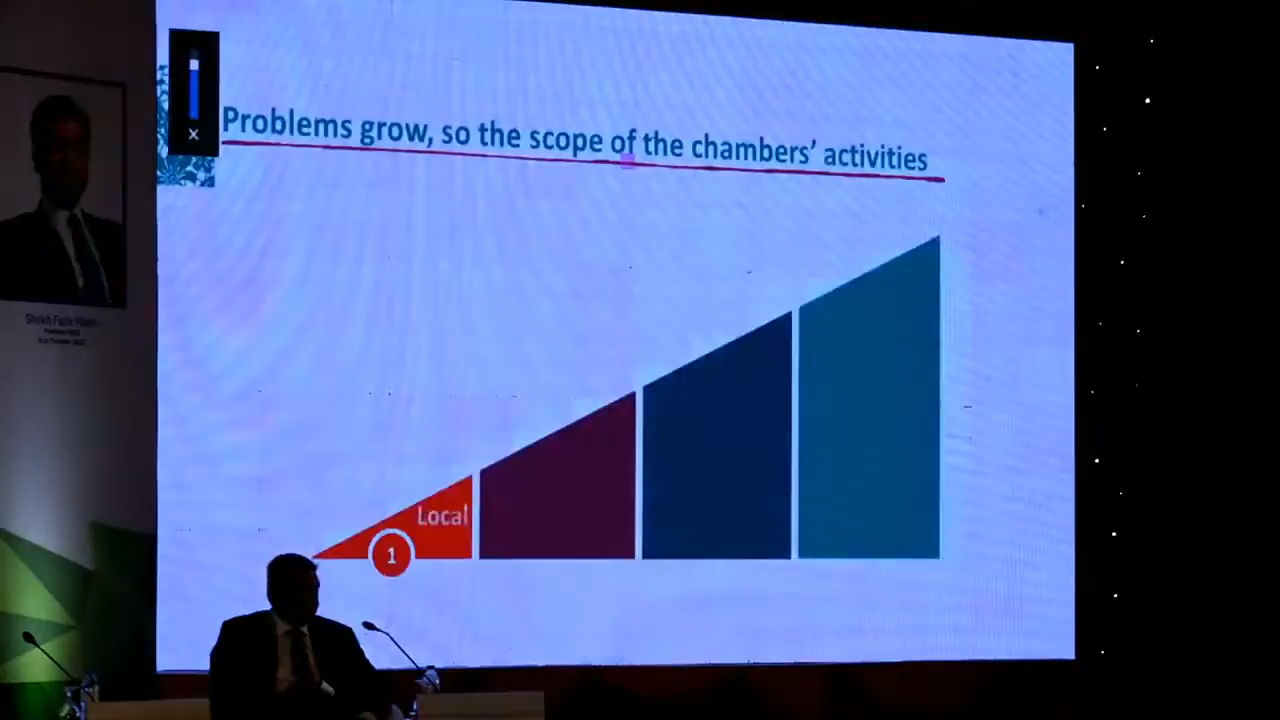 Problems grow, so the scope of the chambers' activities
Local
1